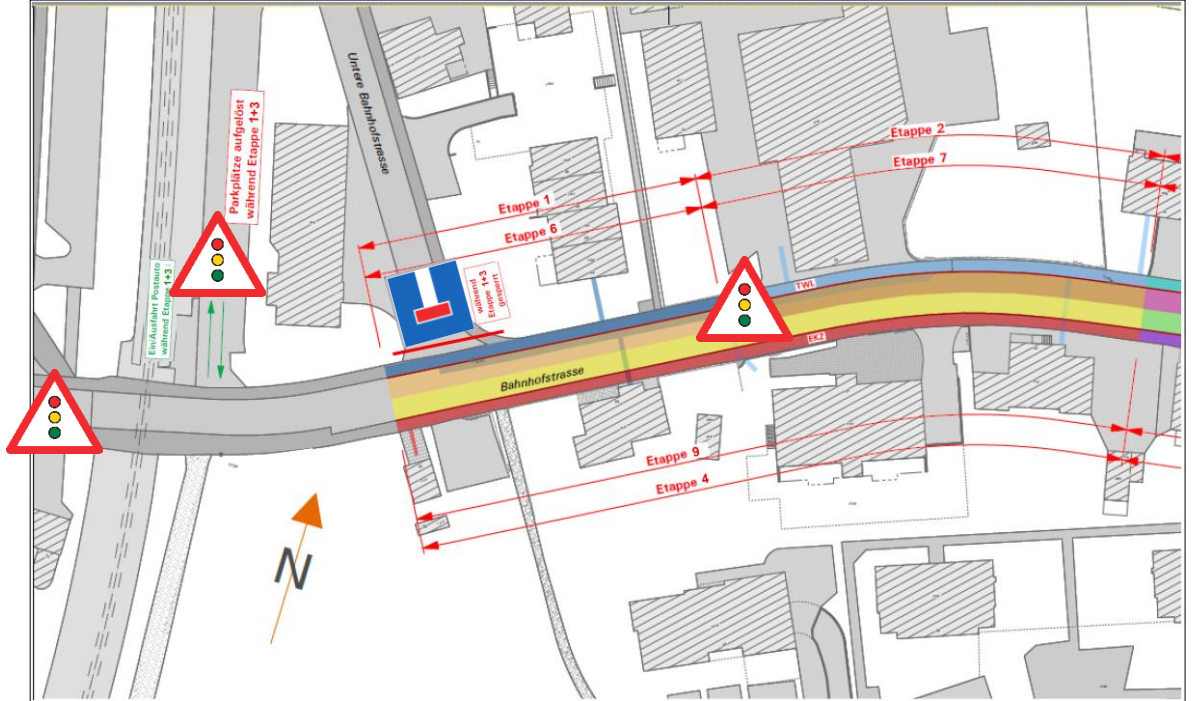 Untere Bahnhofstrasse
Parkplätze aufgelöst
während Etappe 1+3
Ein/Ausfahrt Postauto
während Etappe 1+3 :
Etappe 2
Etappe 7
Etappe 1
Etappe 6
während
Etappe 1+3
gesperrt
TWL
EKZ
Bahnhofstrasse
Etappe 9
Etappe 4
N